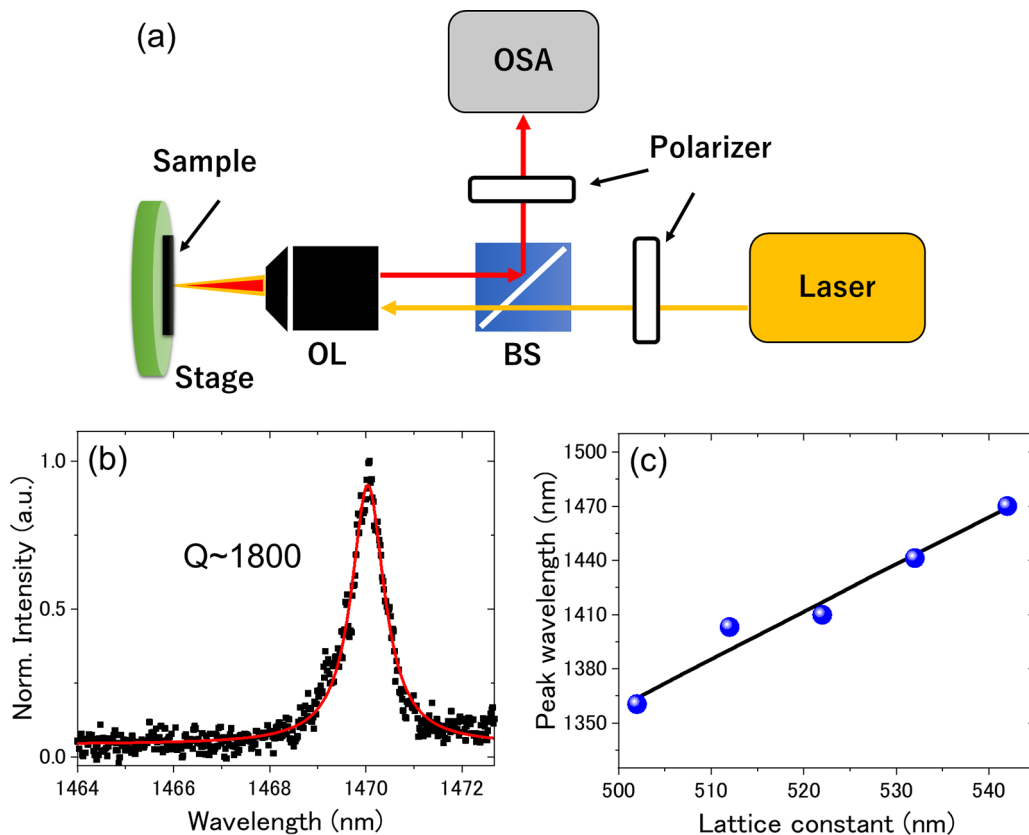 (a)
OSA
Sample
Polarizer
Laser
OL
BS
Stage
(b)
Q~1800
1.0
0.5
0.0
Norm. Intensity (a.u.)
1464
1466
1468
1470
1472
Wavelength (nm)
(c)
1500
1470
1440
1410
1380
1350
Peak wavelength (nm)
500
510
520
530
540
Lattice constant (nm)